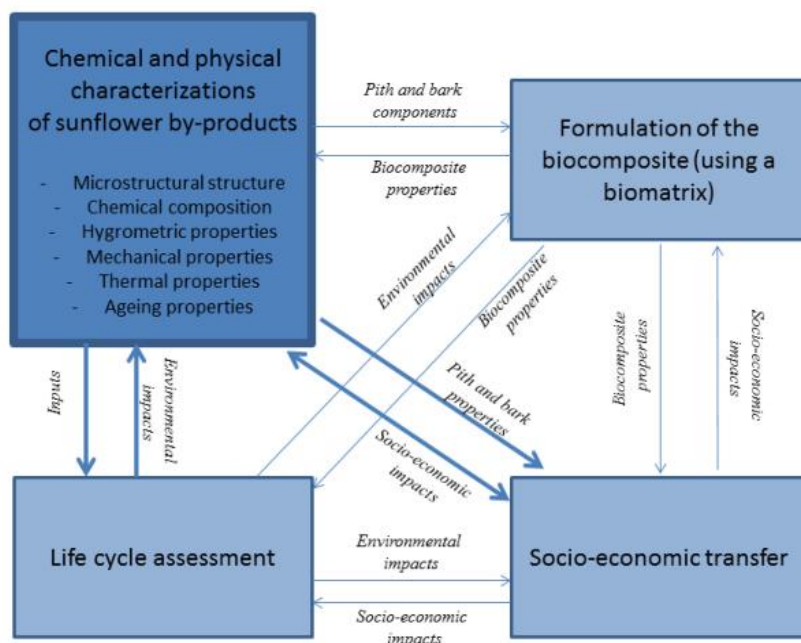 Chemical and physical
characterizations
of sunflower by-products
- Microstructural structure
- Chemical composition
- Hygrometric properties
- Mechanical properties
- Thermal properties
- Ageing properties
Pith and bark
components
Biocomposite
properties
Formulation of the
biocomposite (using a
biomatrix)
Environmental
impacts
Biocomposite
properties
Biocomposite
properties
Socio-economic
impacts
Inputs
Environmental
impacts
Pith and bark
properties
Socio-economic
impacts
Life cycle assessment
Environmental
impacts
Socio-economic
impacts
Socio-economic transfer